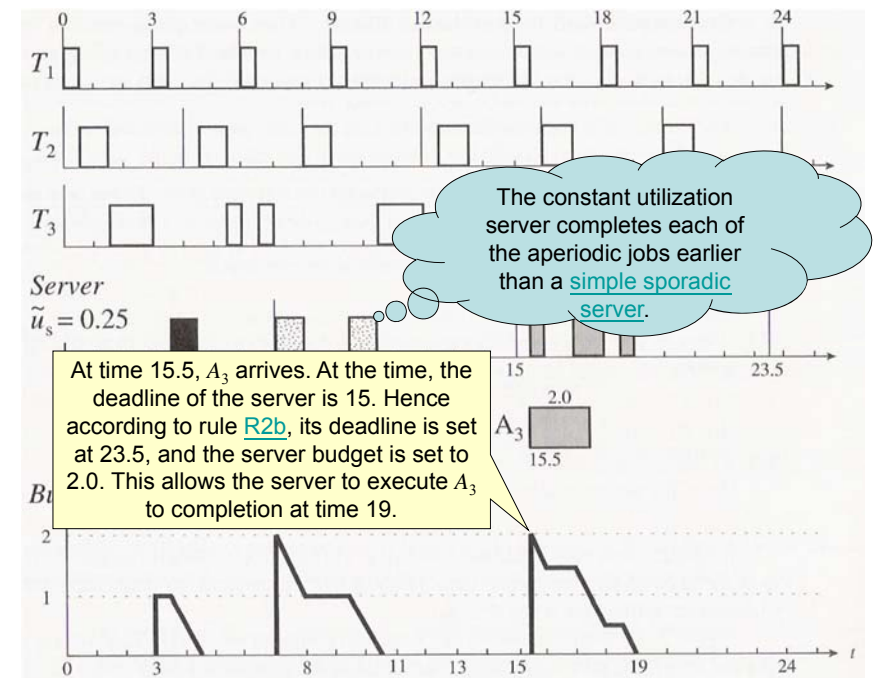 0 3 6 9 12 15 18 21 24
T1
T2
T3
The constant utilization
server completes each of
the aperiodic jobs earlier
than a simple sporadic
server.
Server
ũs = 0.25
15 23.5
At time 15.5, A3 arrives. At the time, the
deadline of the server is 15. Hence
according to rule R2b, its deadline is set
at 23.5, and the server budget is set to
2.0. This allows the server to execute A3
to completion at time 19.
2.0
A3
15.5
2
1
0 3 8 11 13 15 19 24 t